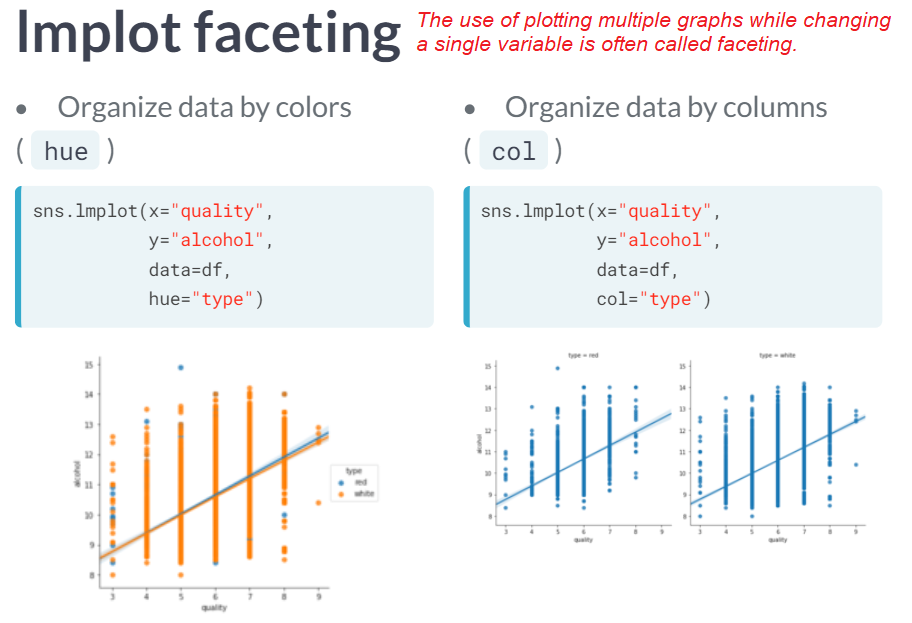 lmplot faceting
The use of plotting multiple graphs while changing
a single variable is often called faceting.
• Organize data by colors
( hue )
sns.lmplot(x="quality",
y="alcohol",
data=df,
hue="type")
15
14
13
12
11
10
9
8
alcohol
3 4 5 6 7 8 9
quality
type
red
white
• Organize data by columns
( col )
sns.lmplot(x="quality",
y="alcohol",
data=df,
col="type")
type = red
15
14
13
12
11
10
9
8
alcohol
3 4 5 6 7 8 9
quality
type = white
15
14
13
12
11
10
9
8
3 4 5 6 7 8 9
quality